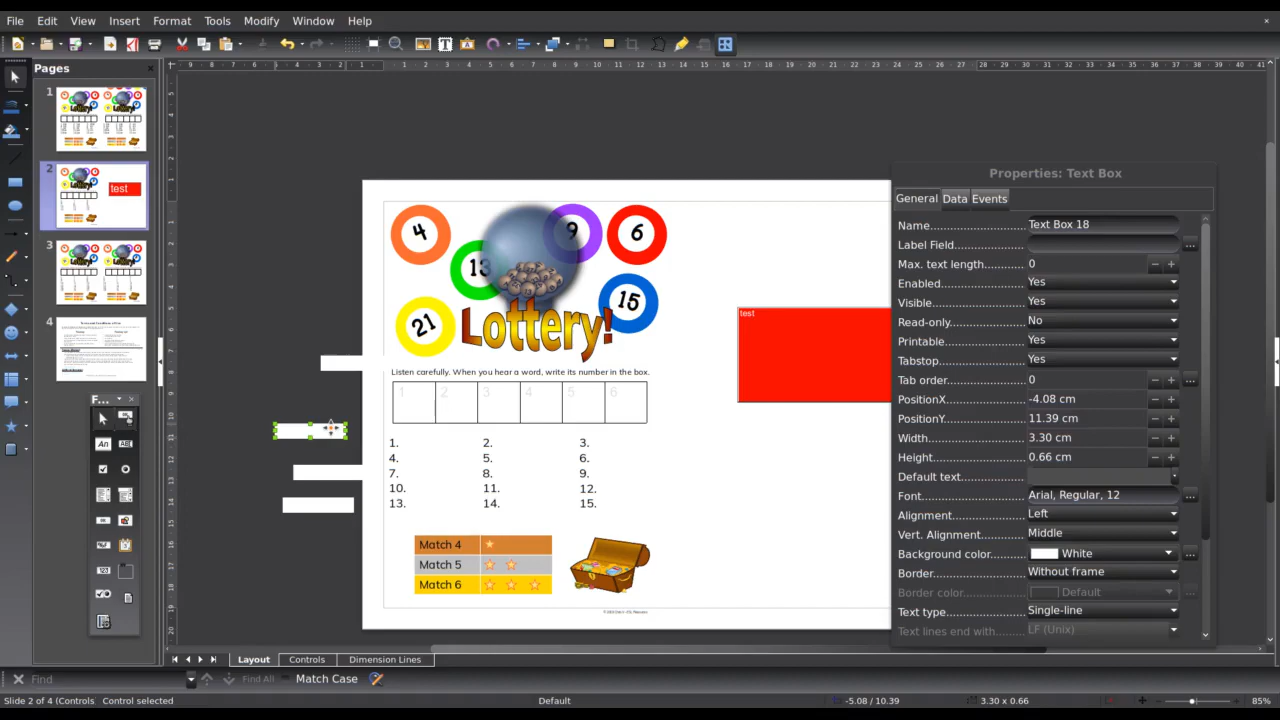 File Edit View Insert Format Tools Modify Window Help
Pages
1
2
test
3
4
F...
4 9 6
13
15
21
Lottery!
Listen carefully. When you hear a word, write its number in the box.
1 2 3 4 5 6
1. 2. 3.
4. 5. 6.
7. 8. 9.
10. 11. 12.
13. 14. 15.
Match 4
Match 5
Match 6
test
Properties: Text Box
General Data Events
Name Text Box 18
Label Field
Max. text length 0
Enabled Yes
Visible Yes
Read-only No
Printable Yes
Tabstop Yes
Tab order 0
PositionX -4.08 cm
PositionY 11.39 cm
Width 3.30 cm
Height 0.66 cm
Default text
Font Arial, Regular, 12
Alignment Left
Vert. Alignment Middle
Background color White
Border Without frame
Border color Default
Text type Single-line
Text lines end with LF (Unix)
Layout Controls Dimension Lines
Find Find All Match Case
Slide 2 of 4 (Controls Control selected Default -5.08 / 10.39 3.30 x 0.66 85%